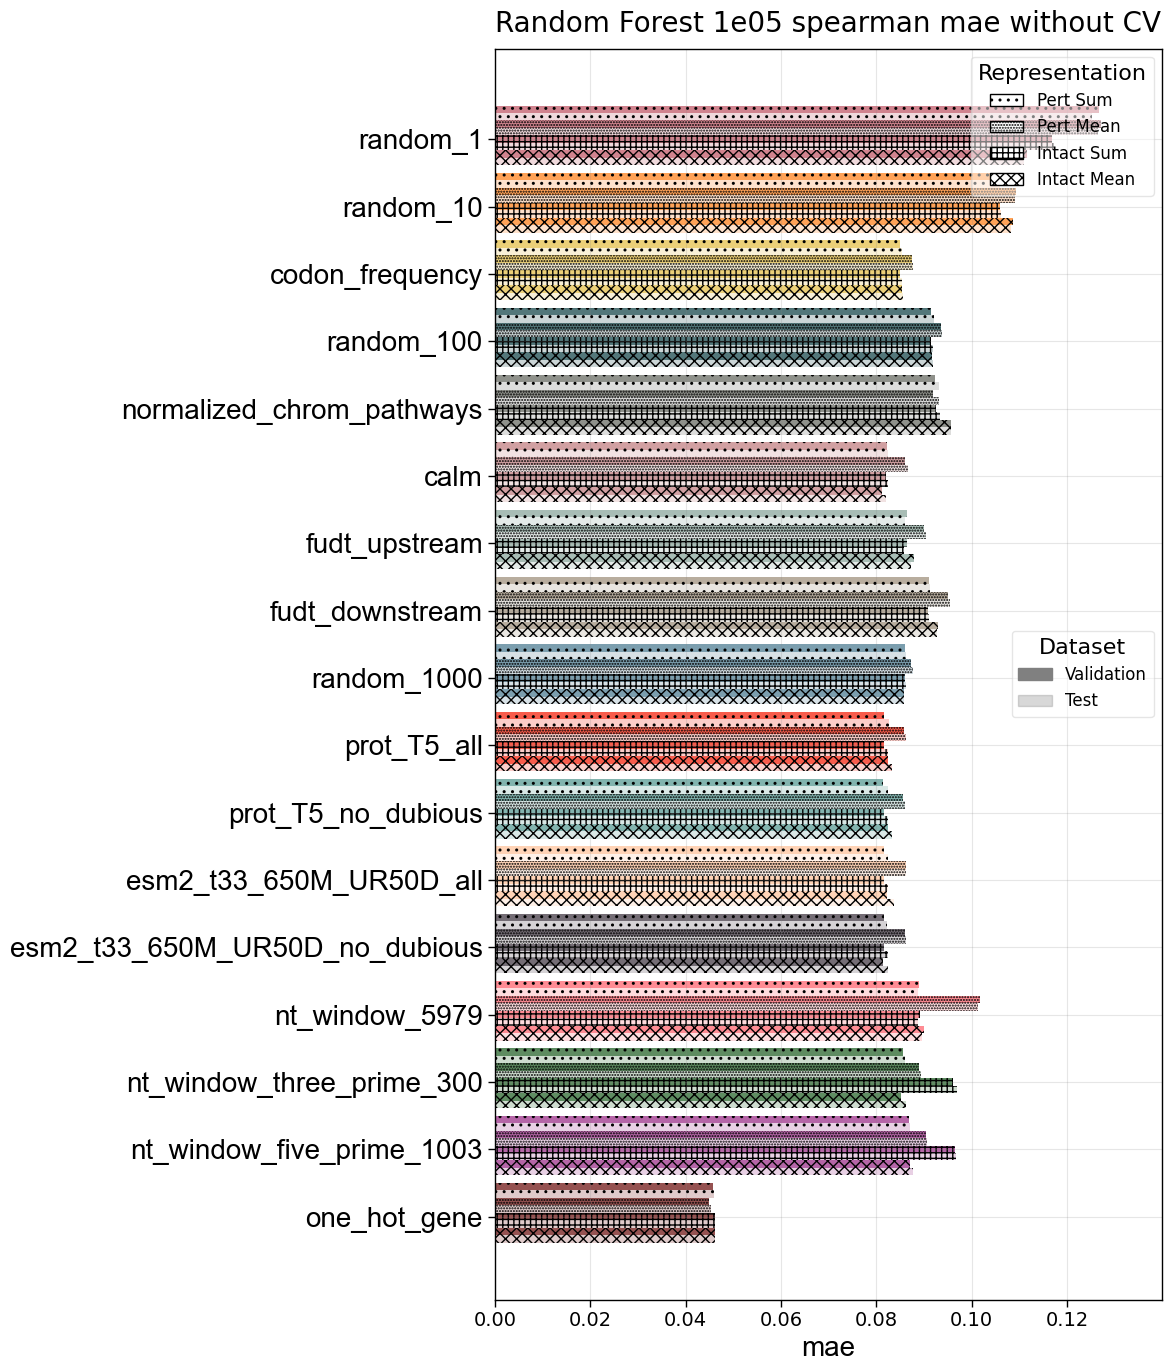 Random Forest 1e05 spearman mae without CV
Representation
Pert Sum
Pert Mean
Intact Sum
Intact Mean
random_1
random_10
codon_frequency
random_100
normalized_chrom_pathways
calm
fudt_upstream
fudt_downstream
random_1000
prot_T5_all
prot_T5_no_dubious
esm2_t33_650M_UR50D_all
esm2_t33_650M_UR50D_no_dubious
nt_window_5979
nt_window_three_prime_300
nt_window_five_prime_1003
one_hot_gene
Dataset
Validation
Test
0.00 0.02 0.04 0.06 0.08 0.10 0.12
mae